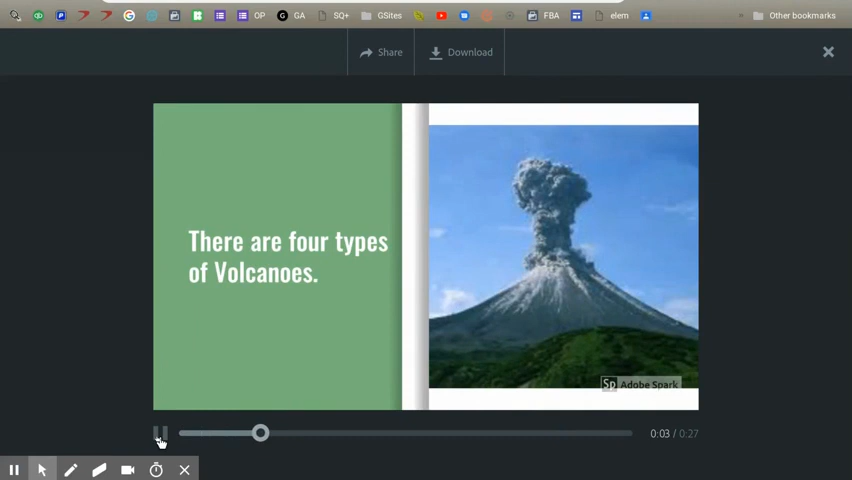 OP
GA
SQ+
GSites
FBA
elem
»
Other bookmarks
Share
Download
There are four types
of Volcanoes.
Sp Adobe Spark
0:03 / 0:27